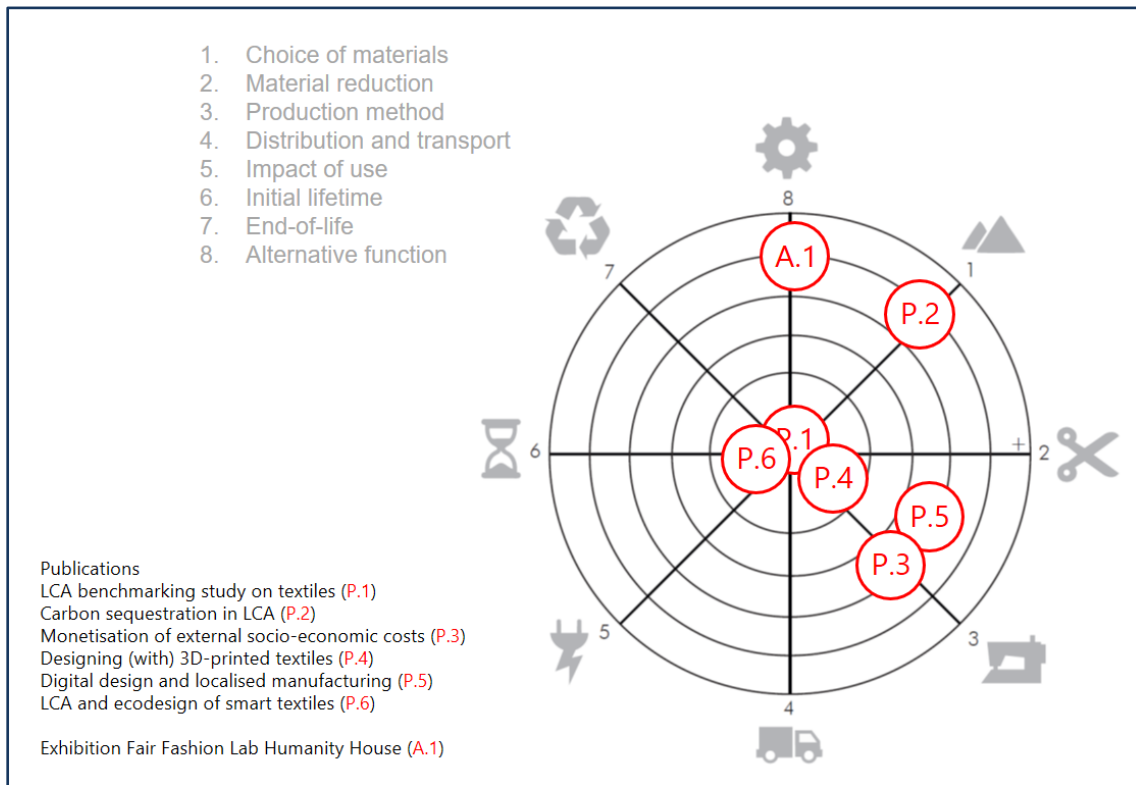 1. Choice of materials
2. Material reduction
3. Production method
4. Distribution and transport
5. Impact of use
6. Initial lifetime
7. End-of-life
8. Alternative function
8
A.1
7
1
P.2
P.1
6
P.6
+
2
P.4
P.5
P.3
5
3
4
Publications
LCA benchmarking study on textiles (P.1)
Carbon sequestration in LCA (P.2)
Monetisation of external socio-economic costs (P.3)
Designing (with) 3D-printed textiles (P.4)
Digital design and localised manufacturing (P.5)
LCA and ecodesign of smart textiles (P.6)
Exhibition Fair Fashion Lab Humanity House (A.1)